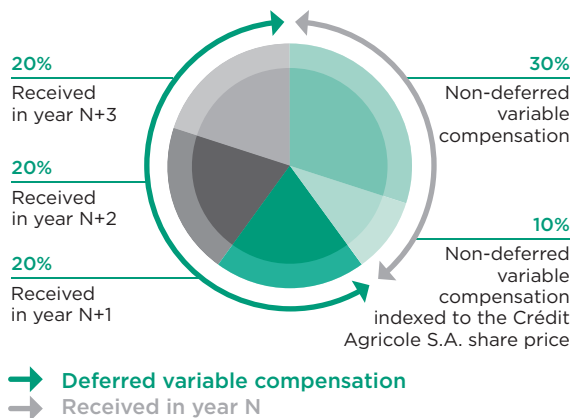 20%
Received
in year N+3
20%
Received
in year N+2
20%
Received
in year N+1
30%
Non-deferred
variable
compensation
10%
Non-deferred
variable
compensation
indexed to the Crédit
Agricole S.A. share price
Deferred variable compensation
Received in year N